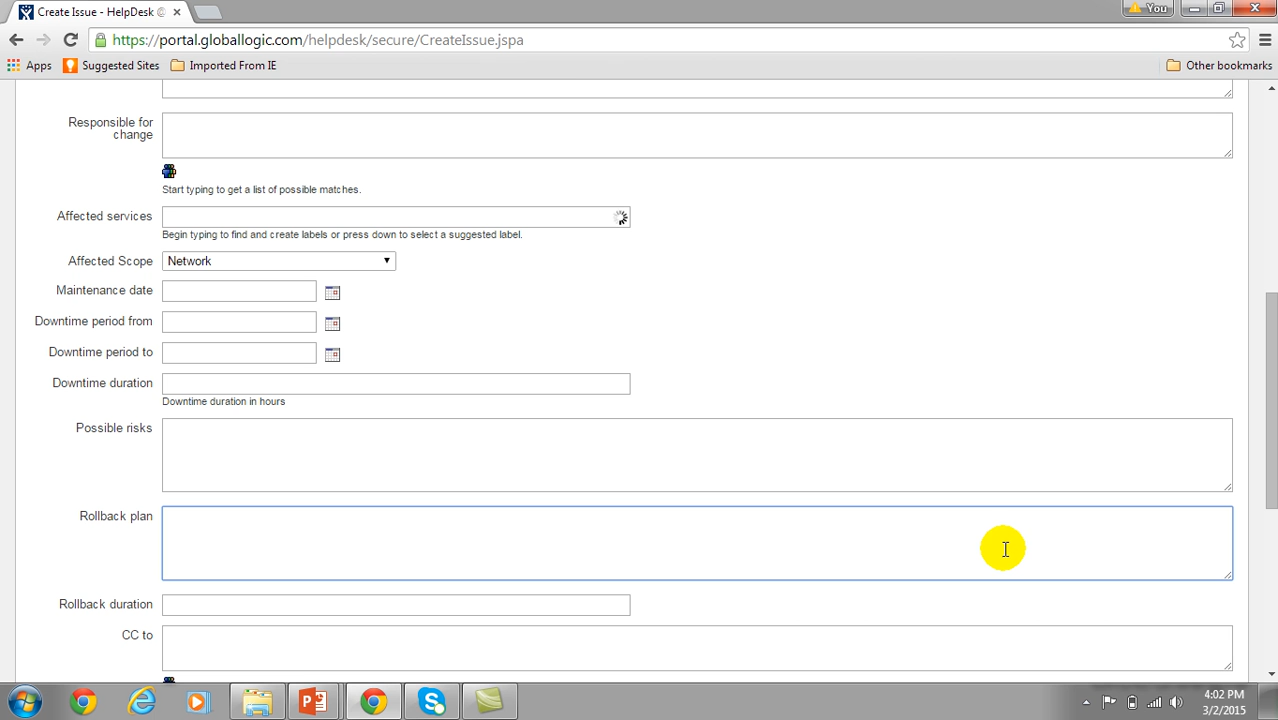 Create Issue - HelpDesk @
You
https://portal.globallogic.com/helpdesk/secure/CreateIssue.jspa
Apps
Suggested Sites
Imported From IE
Other bookmarks
Responsible for
change
Start typing to get a list of possible matches.
Affected services
Begin typing to find and create labels or press down to select a suggested label.
Affected Scope
Network
Maintenance date
Downtime period from
Downtime period to
Downtime duration
Downtime duration in hours
Possible risks
Rollback plan
Rollback duration
CC to
4:02 PM
3/2/2015